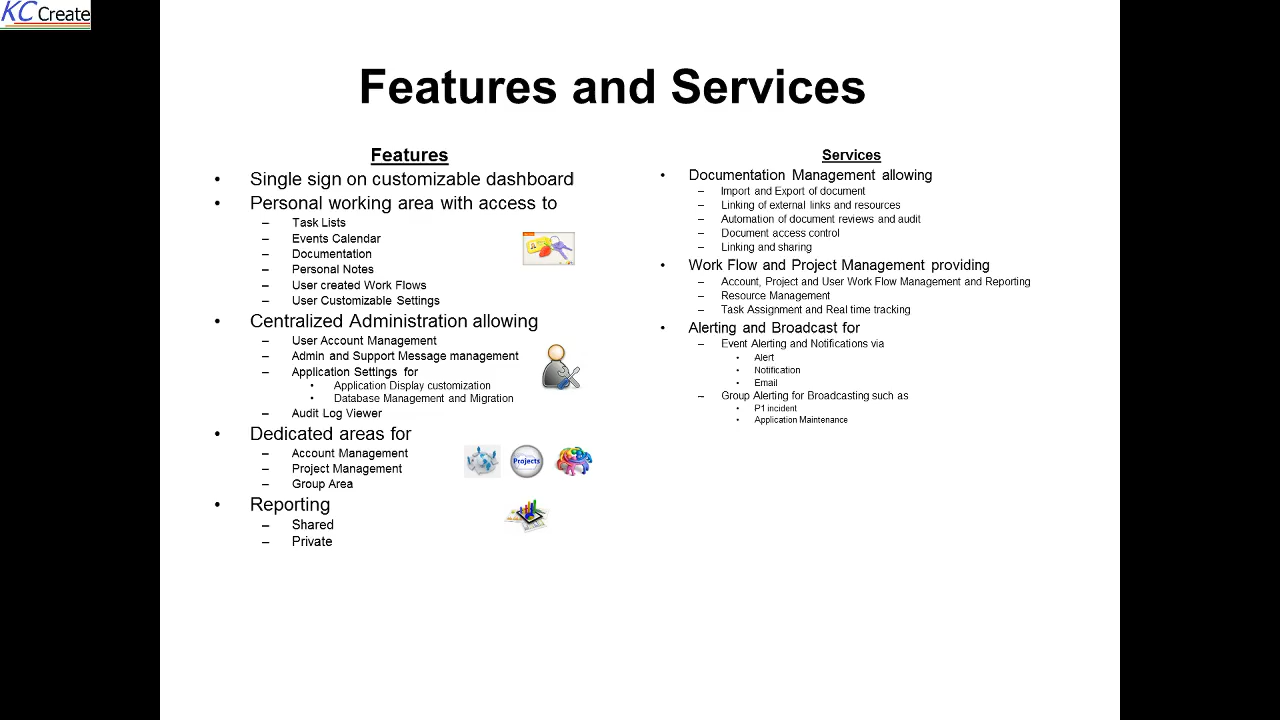 KC Create
Features and Services
Features
• Single sign on customizable dashboard
• Personal working area with access to
– Task Lists
– Events Calendar
– Documentation
– Personal Notes
– User created Work Flows
– User Customizable Settings
• Centralized Administration allowing
– User Account Management
– Admin and Support Message management
– Application Settings for
• Application Display customization
• Database Management and Migration
– Audit Log Viewer
• Dedicated areas for
– Account Management
– Project Management
– Group Area
Projects
• Reporting
– Shared
– Private
Services
• Documentation Management allowing
– Import and Export of document
– Linking of external links and resources
– Automation of document reviews and audit
– Document access control
– Linking and sharing
• Work Flow and Project Management providing
– Account, Project and User Work Flow Management and Reporting
– Resource Management
– Task Assignment and Real time tracking
• Alerting and Broadcast for
– Event Alerting and Notifications via
• Alert
• Notification
• Email
– Group Alerting for Broadcasting such as
• P1 incident
• Application Maintenance